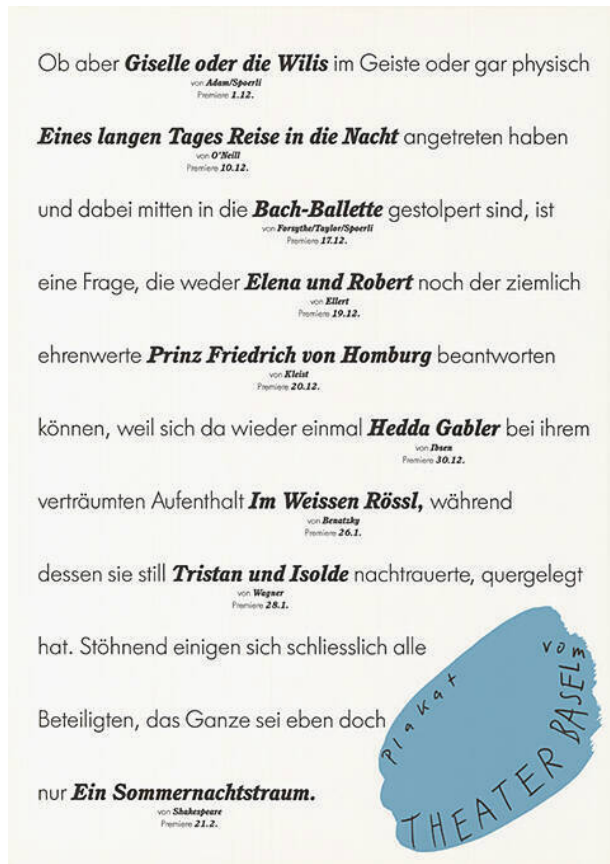 Ob aber Giselle oder die Wilis im Geiste oder gar physisch
von Adam/Spoerli
Premiere 1.12.
Eines langen Tages Reise in die Nacht angetreten haben
von O'Neill
Premiere 10.12.
und dabei mitten in die Bach-Ballette gestolpert sind, ist
von Forsythe/Taylor/Spoerli
Premiere 17.12.
eine Frage, die weder Elena und Robert noch der ziemlich
von Ellert
Premiere 19.12.
ehrenwerte Prinz Friedrich von Homburg beantworten
von Kleist
Premiere 20.12.
können, weil sich da wieder einmal Hedda Gabler bei ihrem
von Ibsen
Premiere 30.12.
verträumten Aufenthalt Im Weissen Rössl, während
von Benatzky
Premiere 26.1.
dessen sie still Tristan und Isolde nachtrauerte, quergelegt
von Wagner
Premiere 28.1.
hat. Stöhnend einigen sich schliesslich alle
Beteiligten, das Ganze sei eben doch
nur Ein Sommernachtstraum.
von Shakespeare
Premiere 21.2.
Plakat vom
THEATER BASEL